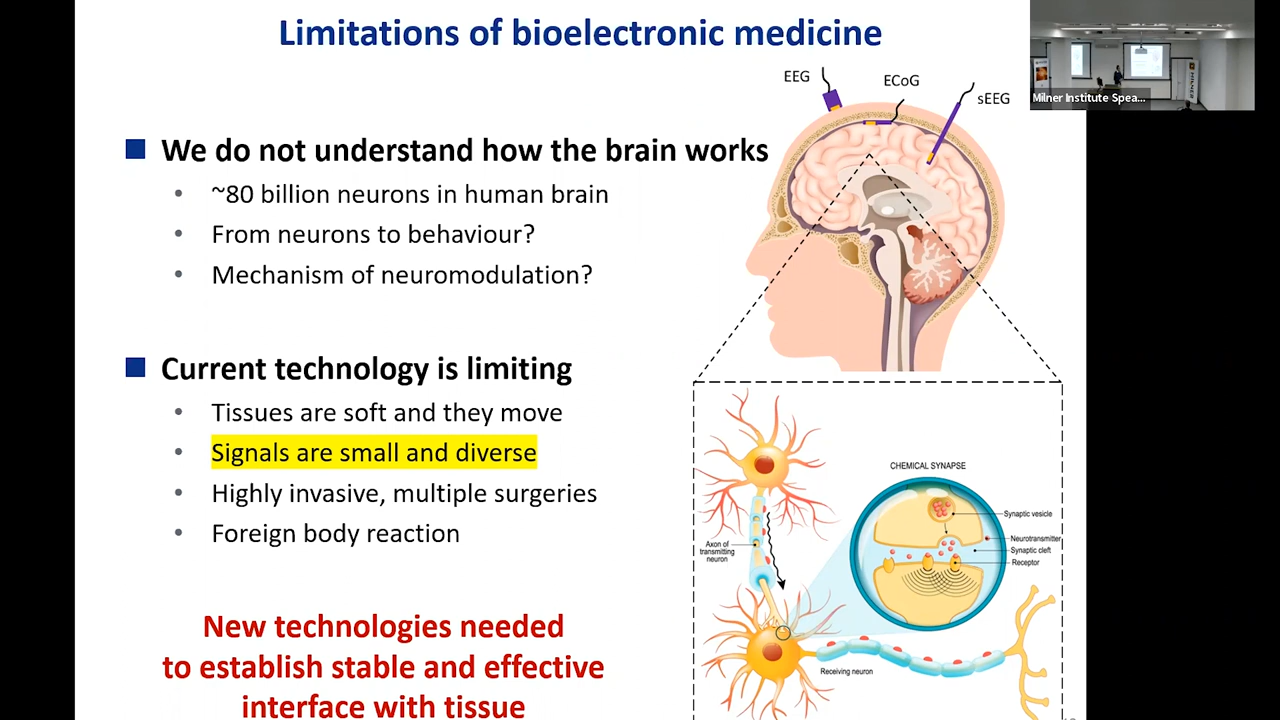 Limitations of bioelectronic medicine
EEG
ECoG
sEEG
Milner Institute Spea...
We do not understand how the brain works
• ~80 billion neurons in human brain
• From neurons to behaviour?
• Mechanism of neuromodulation?
Current technology is limiting
• Tissues are soft and they move
• Signals are small and diverse
• Highly invasive, multiple surgeries
• Foreign body reaction
New technologies needed
to establish stable and effective
interface with tissue
CHEMICAL SYNAPSE
Synaptic vesicle
Neurotransmitter
Synaptic cleft
Receptor
Axon of
transmitting
neuron
Receiving neuron